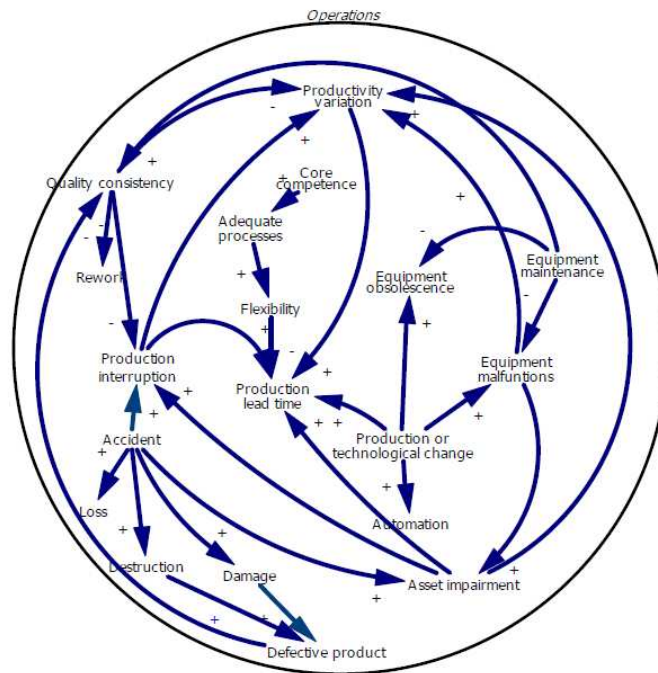 Operations
Productivity
variation
-
+
+
+
Core
competence
+
Quality consistency
+
Adequate
processes
-
-
Rework
-
Equipment
maintenance
Equipment
obsolescence
+
-
+
Flexibility
+
-
-
Production
interruption
+
Production
lead time
+
Equipment
malfuntions
+
+
+
+
+
Accident
+
Production or
technological change
+
Loss
+
Automation
+
Destruction
+
Damage
Asset impairment
+
+
+
+
Defective product